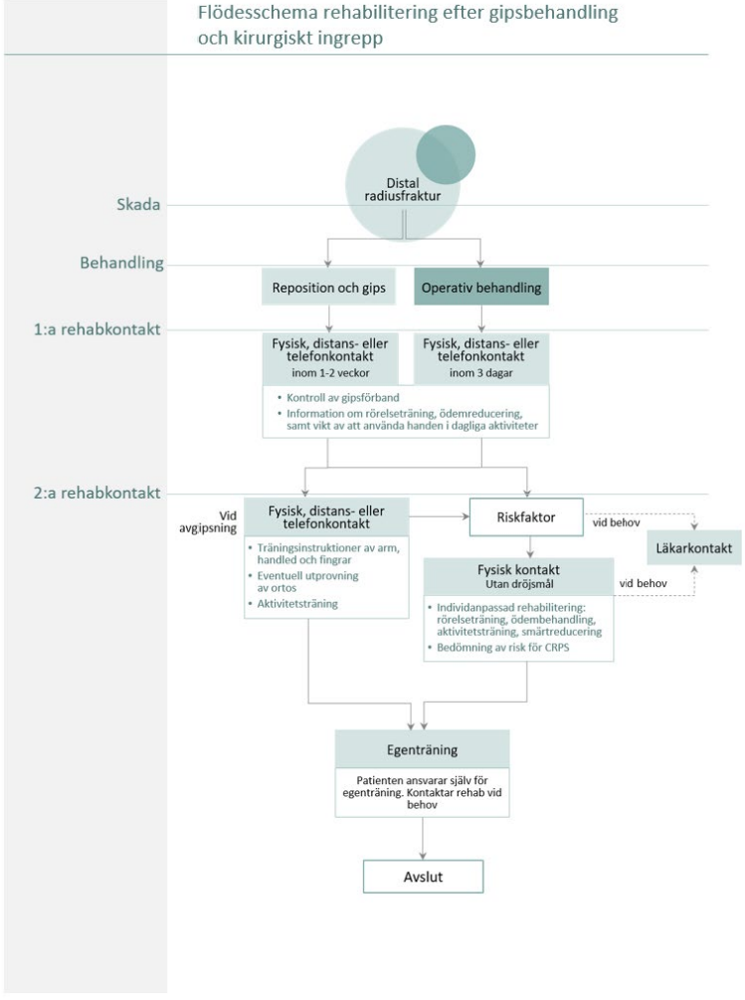 Flödesschema rehabilitering efter gipsbehandling
och kirurgiskt ingrepp
Distal
radiusfraktur
Skada
Behandling
Reposition och gips
Operativ behandling
1:a rehabkontakt
Fysisk, distans- eller
telefonkontakt
inom 1-2 veckor
Fysisk, distans- eller
telefonkontakt
inom 3 dagar
• Kontroll av gipsförband
• Information om rörelseträning, ödemreducering,
samt vikt av att använda handen i dagliga aktiviteter
2:a rehabkontakt
Vid
avgipsning
Fysisk, distans- eller
telefonkontakt
• Träningsinstruktioner av arm,
handled och fingrar
• Eventuell utprovning
av ortos
• Aktivitetsträning
Riskfaktor
vid behov
Läkarkontakt
Fysisk kontakt
Utan dröjsmål
vid behov
• Individanpassad rehabilitering:
rörelseträning, ödembehandling,
aktivitetsträning, smärtreducering
• Bedömning av risk för CRPS
Egenträning
Patienten ansvarar själv för
egenträning. Kontaktar rehab vid
behov
Avslut